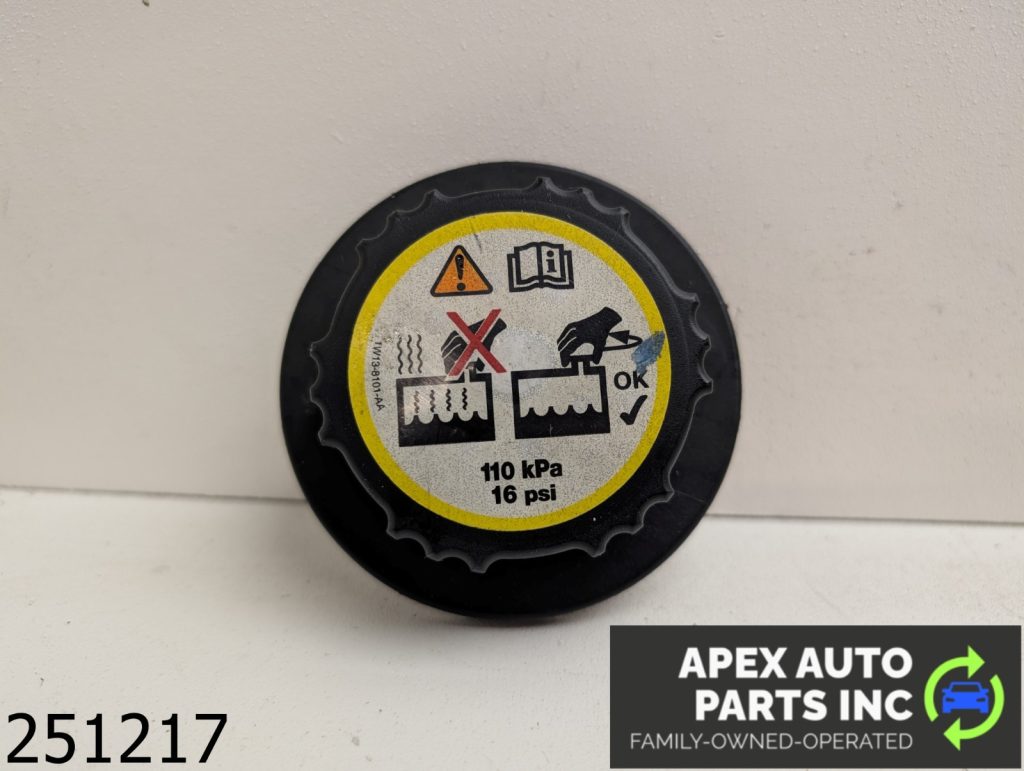 1W13-8101-AA
OK
110 kPa
16 psi
APEX AUTO
PARTS INC
FAMILY-OWNED-OPERATED
251217